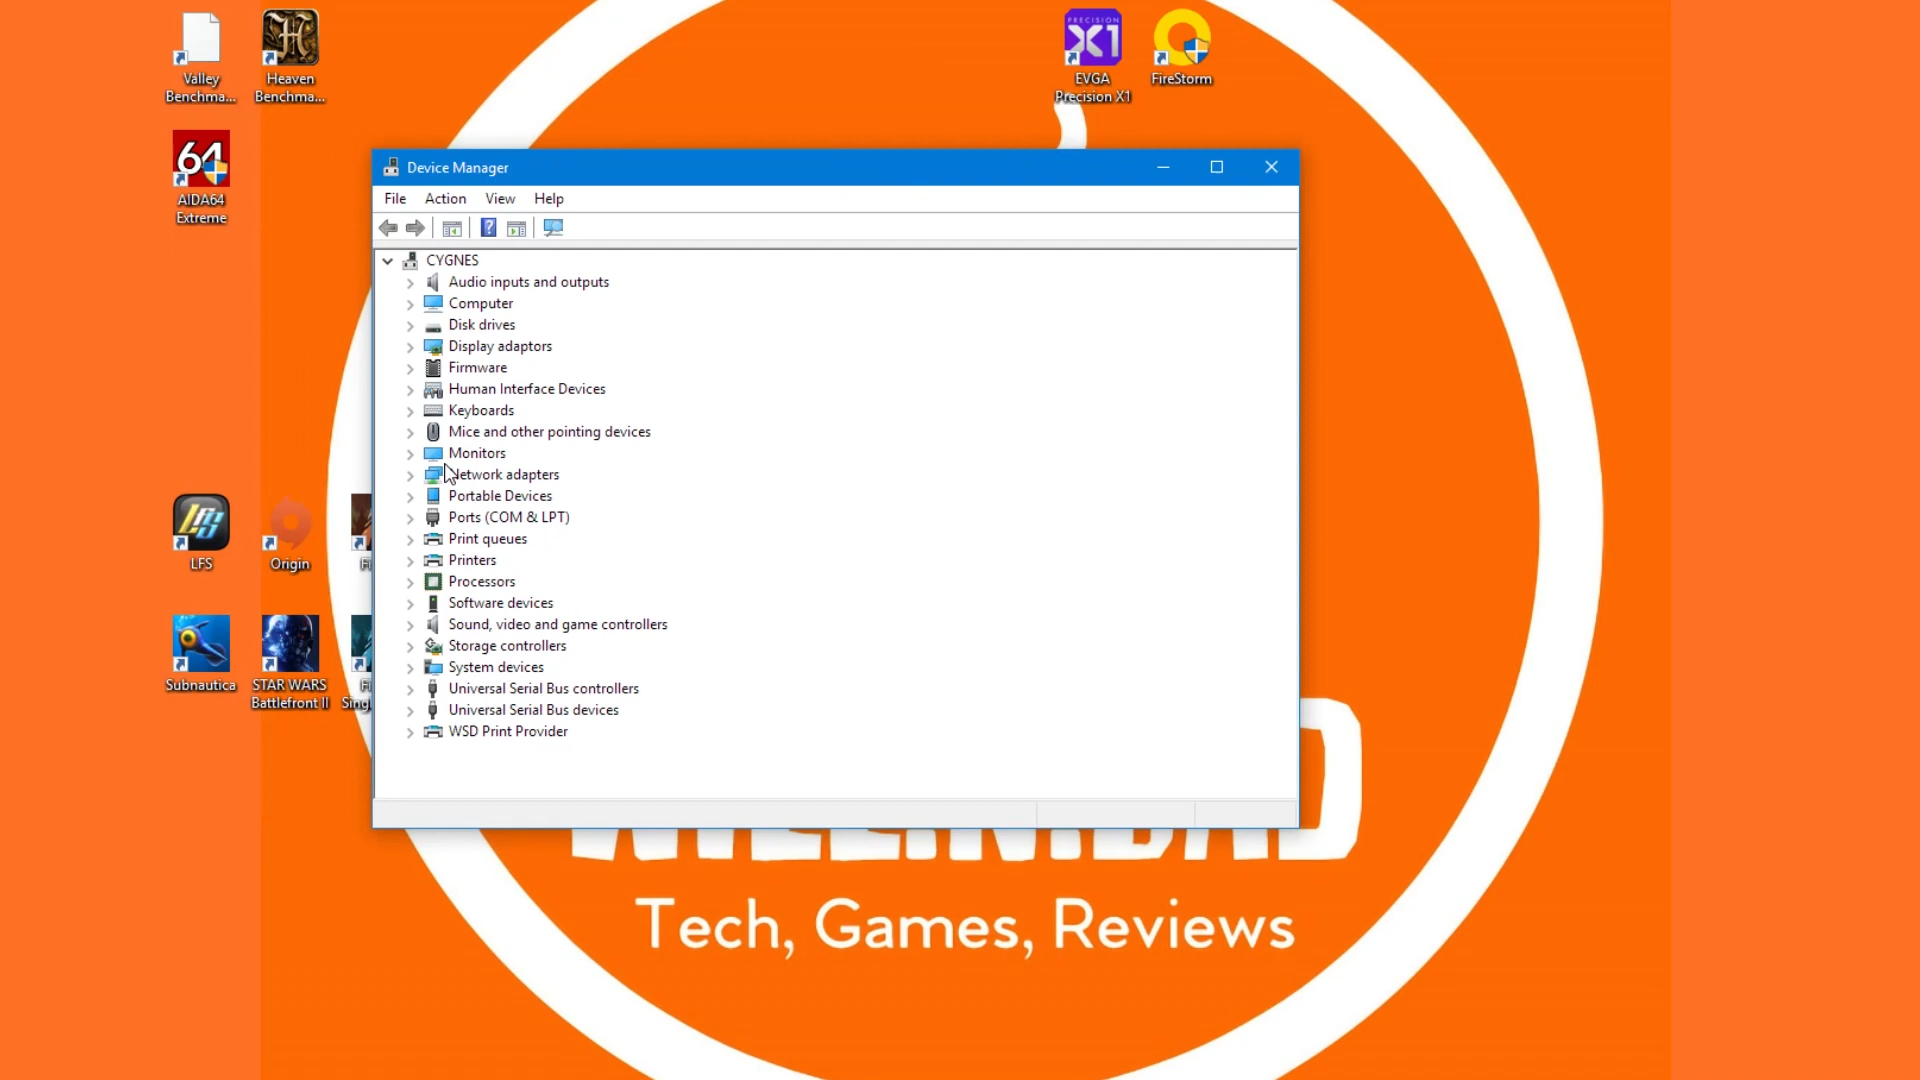 Valley
Benchma...
Heaven
Benchma...
PRECISION
X1
EVGA
Precision X1
FireStorm
64
AIDA64
Extreme
Device Manager
File Action View Help
CYGNES
Audio inputs and outputs
Computer
Disk drives
Display adaptors
Firmware
Human Interface Devices
Keyboards
Mice and other pointing devices
Monitors
Network adapters
Portable Devices
Ports (COM & LPT)
Print queues
Printers
Processors
Software devices
Sound, video and game controllers
Storage controllers
System devices
Universal Serial Bus controllers
Universal Serial Bus devices
WSD Print Provider
LFS
LFS
Origin
Subnautica
STAR WARS
Battlefront II
Tech, Games, Reviews